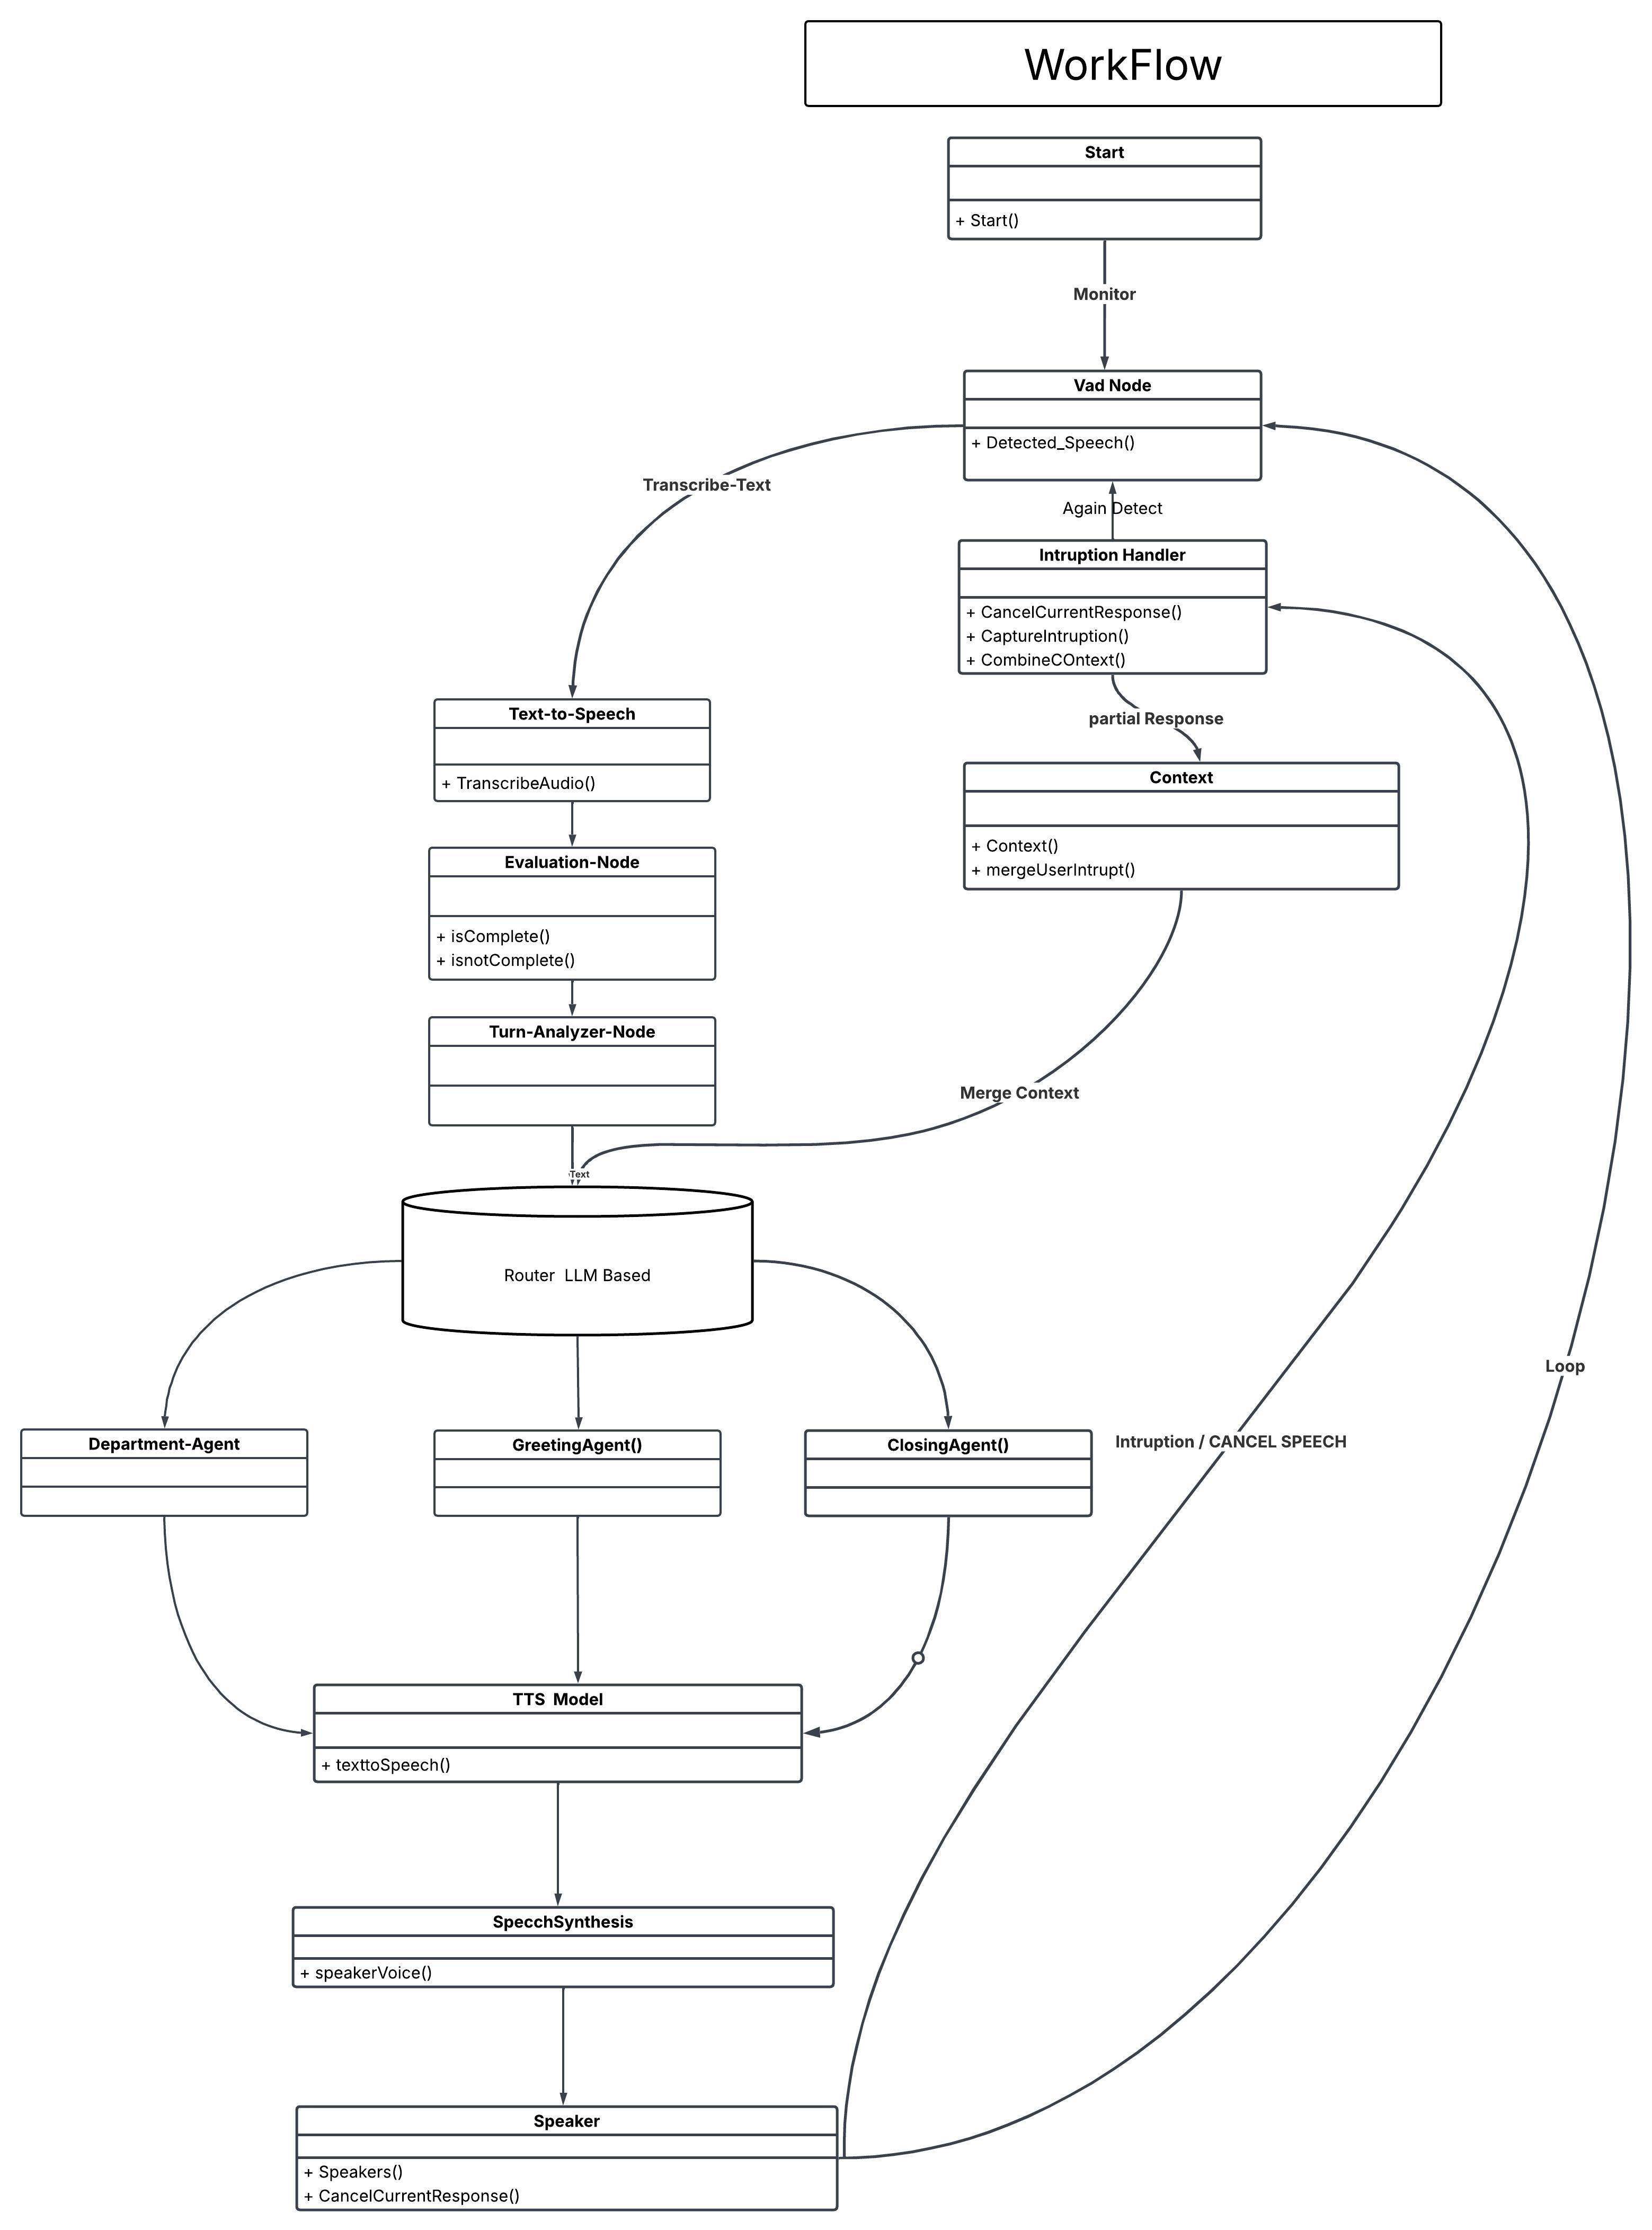 WorkFlow
Start
+ Start()
Monitor
Vad Node
+ Detected_Speech()
Transcribe-Text
Again Detect
Intruption Handler
+ CancelCurrentResponse()
+ CaptureIntruption()
+ CombineCOntext()
partial Response
Text-to-Speech
+ TranscribeAudio()
Context
+ Context()
+ mergeUserIntrupt()
Evaluation-Node
+ isComplete()
+ isnotComplete()
Turn-Analyzer-Node
Merge Context
Text
Router LLM Based
Loop
Department-Agent
GreetingAgent()
ClosingAgent()
Intruption / CANCEL SPEECH
TTS Model
+ texttoSpeech()
SpecchSynthesis
+ speakerVoice()
Speaker
+ Speakers()
+ CancelCurrentResponse()